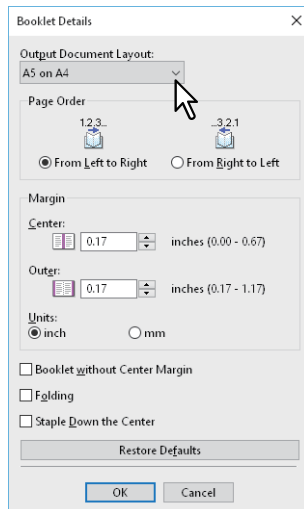 Booklet Details
Output Document Layout:
A5 on A4
Page Order
1,2,3... ...3,2,1
From Left to Right From Right to Left
Margin
Center:
0.17 inches (0.00 - 0.67)
Outer:
0.17 inches (0.17 - 1.17)
Units:
inch mm
Booklet without Center Margin
Folding
Staple Down the Center
Restore Defaults
OK Cancel